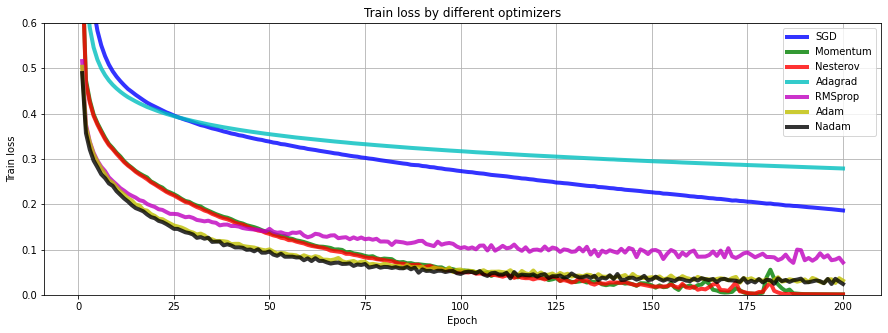 Train loss by different optimizers
0.6
0.5
0.4
0.3
0.2
0.1
0.0
Train loss
SGD
Momentum
Nesterov
Adagrad
RMSprop
Adam
Nadam
0 25 50 75 100 125 150 175 200
Epoch